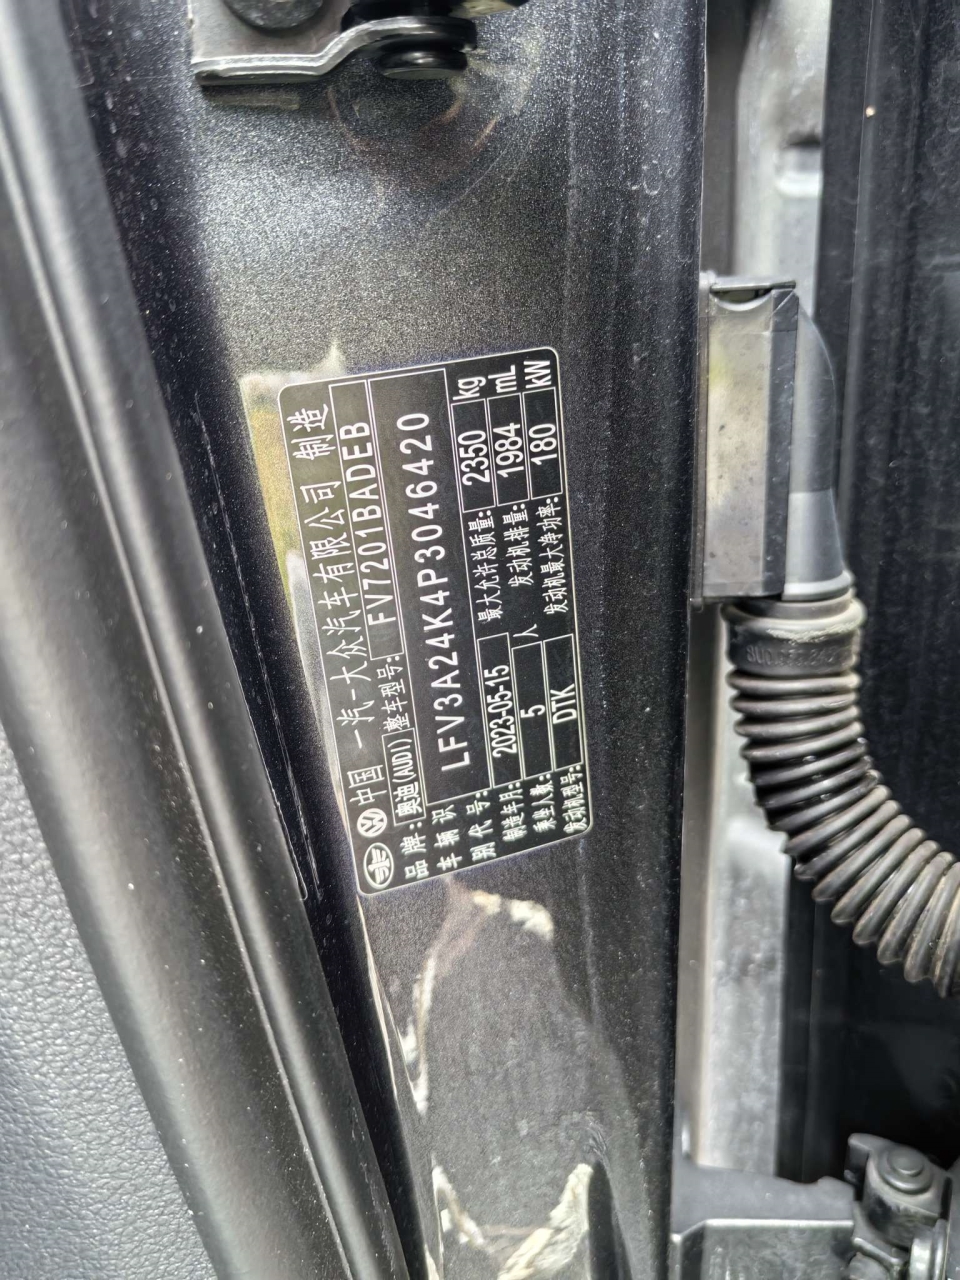 中国 一汽-大众汽车有限公司 制造
品牌: 奥迪(AUDI) 整车型号: FV7201BADEB
车辆识别代号: LFV3A24K4P3046420
制造年月: 2023-05-15 最大允许总质量: 2350 kg
乘坐人数: 5 人 发动机排量: 1984 mL
发动机型号: DTK 发动机最大净功率: 180 kW